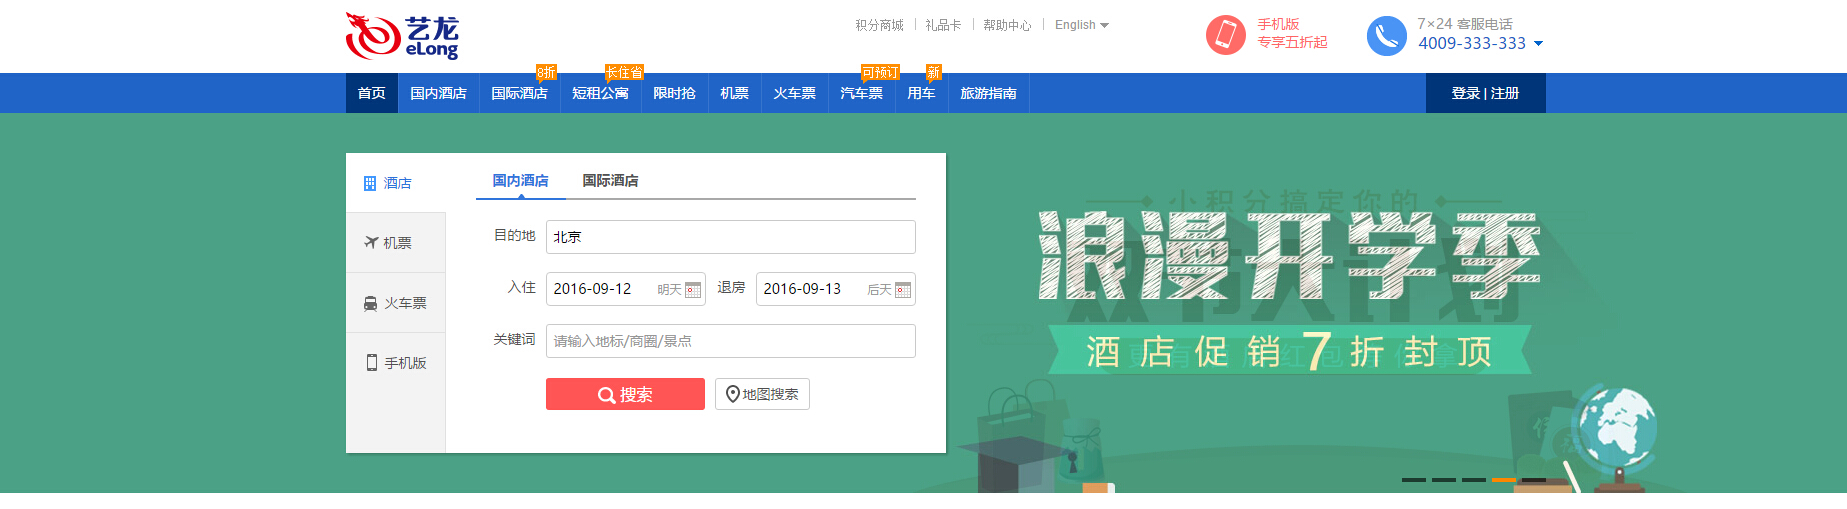 艺龙
eLong
积分商城 | 礼品卡 | 帮助中心 | English
手机版
专享五折起
7×24 客服电话
4009-333-333
8折 长住省 可预订 新
首页 国内酒店 国际酒店 短租公寓 限时抢 机票 火车票 汽车票 用车 旅游指南 登录 | 注册
酒店
机票
火车票
手机版
国内酒店 国际酒店
目的地 北京
入住 2016-09-12 明天 退房 2016-09-13 后天
关键词 请输入地标/商圈/景点
搜索 地图搜索
小积分搞定你的
浪漫开学季
酒店促销7折封顶